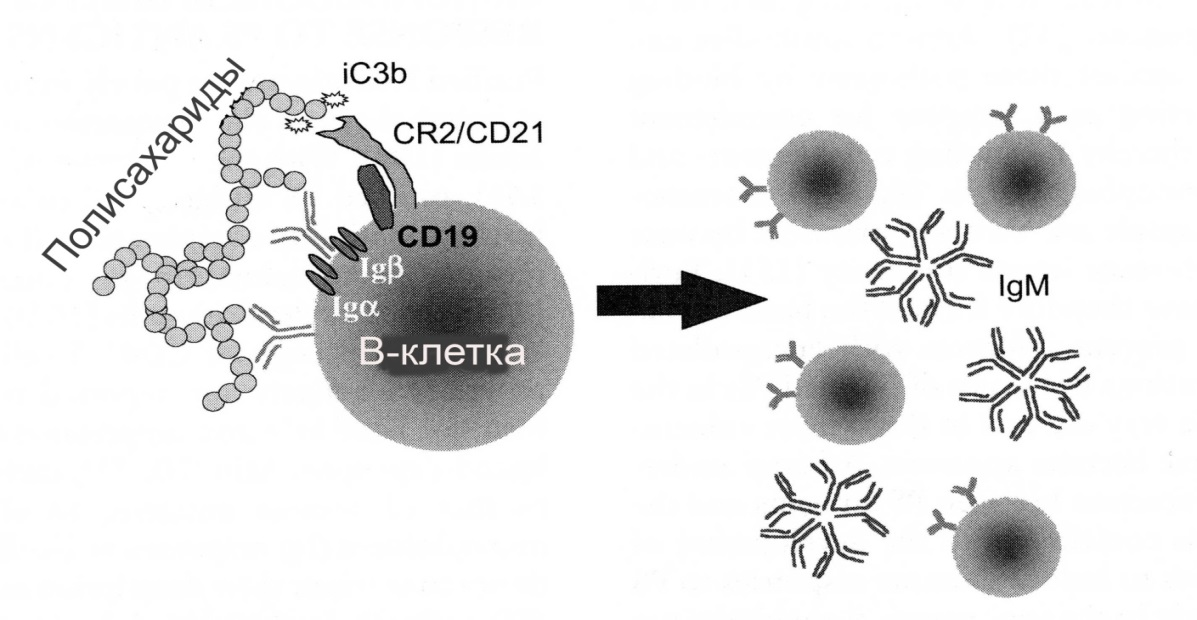 Полисахариды
iC3b
CR2/CD21
CD19
Igβ
Igα
В-клетка
IgM